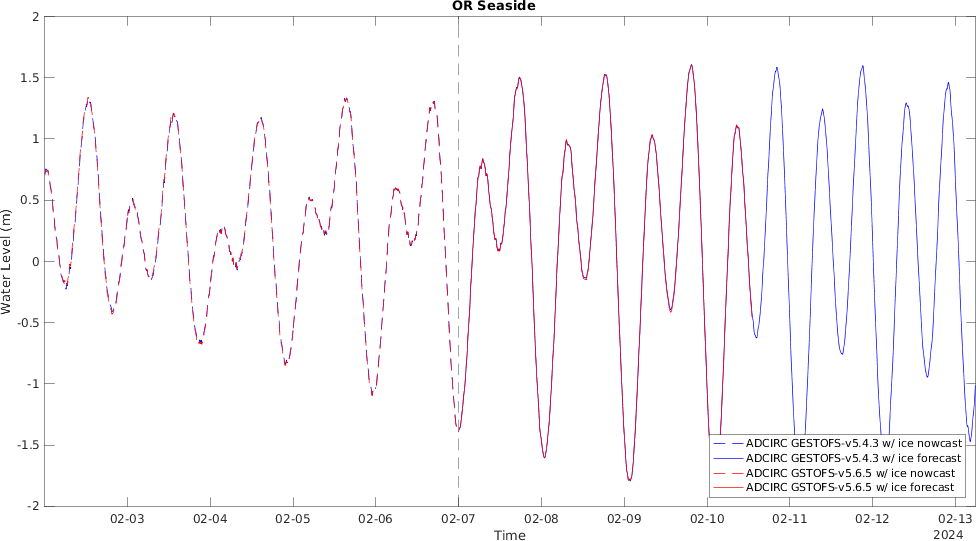 OR Seaside
2
1.5
1
0.5
0
-0.5
-1
-1.5
-2
Water Level (m)
02-03 02-04 02-05 02-06 02-07 02-08 02-09 02-10 02-11 02-12 02-13
Time
2024
ADCIRC GESTOFS-v5.4.3 w/ ice nowcast
ADCIRC GESTOFS-v5.4.3 w/ ice forecast
ADCIRC GSTOFS-v5.6.5 w/ ice nowcast
ADCIRC GSTOFS-v5.6.5 w/ ice forecast